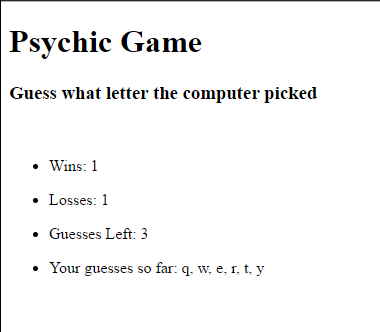 Psychic Game
Guess what letter the computer picked
Wins: 1
Losses: 1
Guesses Left: 3
Your guesses so far: q, w, e, r, t, y